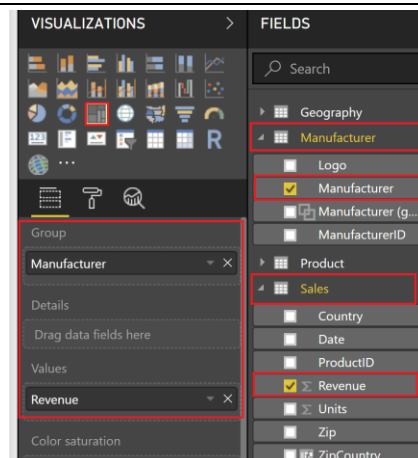 VISUALIZATIONS >
Group
Manufacturer
Details
Drag data fields here
Values
Revenue
Color saturation
FIELDS
Search
Geography
Manufacturer
Logo
Manufacturer
Manufacturer (g...
ManufacturerID
Product
Sales
Country
Date
ProductID
Σ Revenue
Σ Units
Zip
ZipCountry
R
123